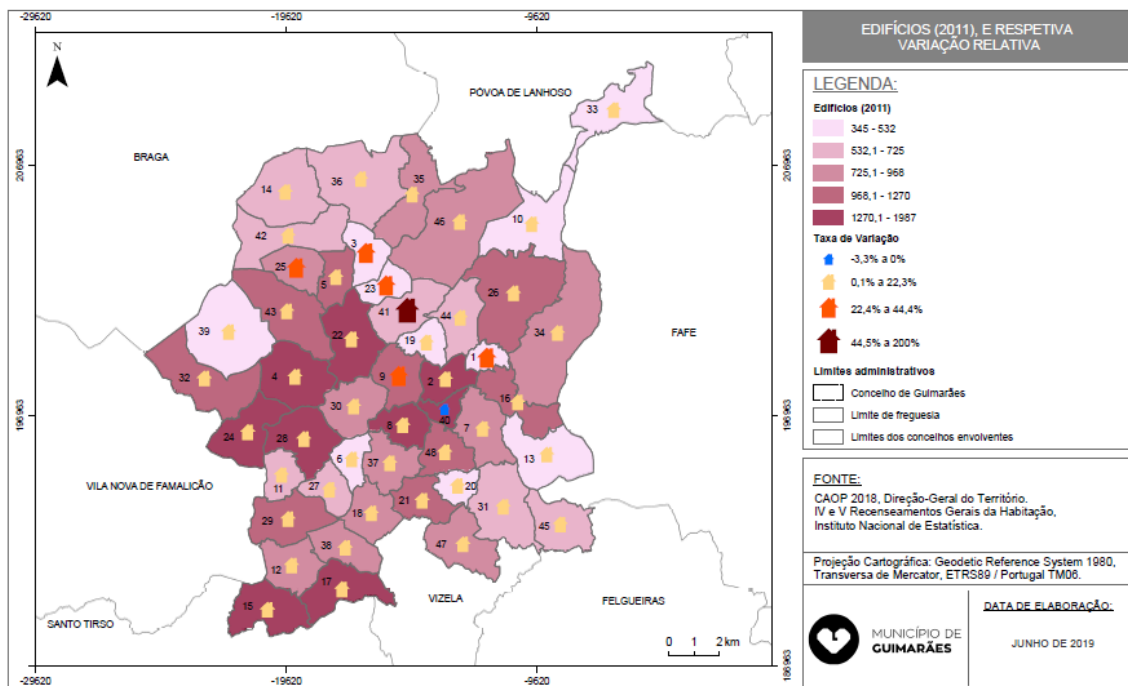 -29620 -19620 -9620
N
PÓVOA DE LANHOSO
33
BRAGA
206963 206963
14 36 35
46 10
42 3
25 5 23
26
43 41 44
39 22 19 34
FAFE
1
32 4 9 2
16
30
196963 196963
24 28 8 40 7
6 37 48 13
VILA NOVA DE FAMALICÃO
11 27 20
21 31
29 18 45
38 47
12
17
15
VIZELA
FELGUEIRAS
SANTO TIRSO
0 1 2 km
186963
-29620 -19620 -9620
EDIFÍCIOS (2011), E RESPETIVA
VARIAÇÃO RELATIVA
LEGENDA:
Edifícios (2011)
345 - 532
532,1 - 725
725,1 - 968
968,1 - 1270
1270,1 - 1987
Taxa de Variação
-3,3% a 0%
0,1% a 22,3%
22,4% a 44,4%
44,5% a 200%
Limites administrativos
Concelho de Guimarães
Limite de freguesia
Limites dos concelhos envolventes
FONTE:
CAOP 2018, Direção-Geral do Território.
IV e V Recenseamentos Gerais da Habitação,
Instituto Nacional de Estatística.
Projeção Cartográfica: Geodetic Reference System 1980,
Transversa de Mercator, ETRS89 / Portugal TM06.
MUNICÍPIO DE
GUIMARÃES
DATA DE ELABORAÇÃO:
JUNHO DE 2019